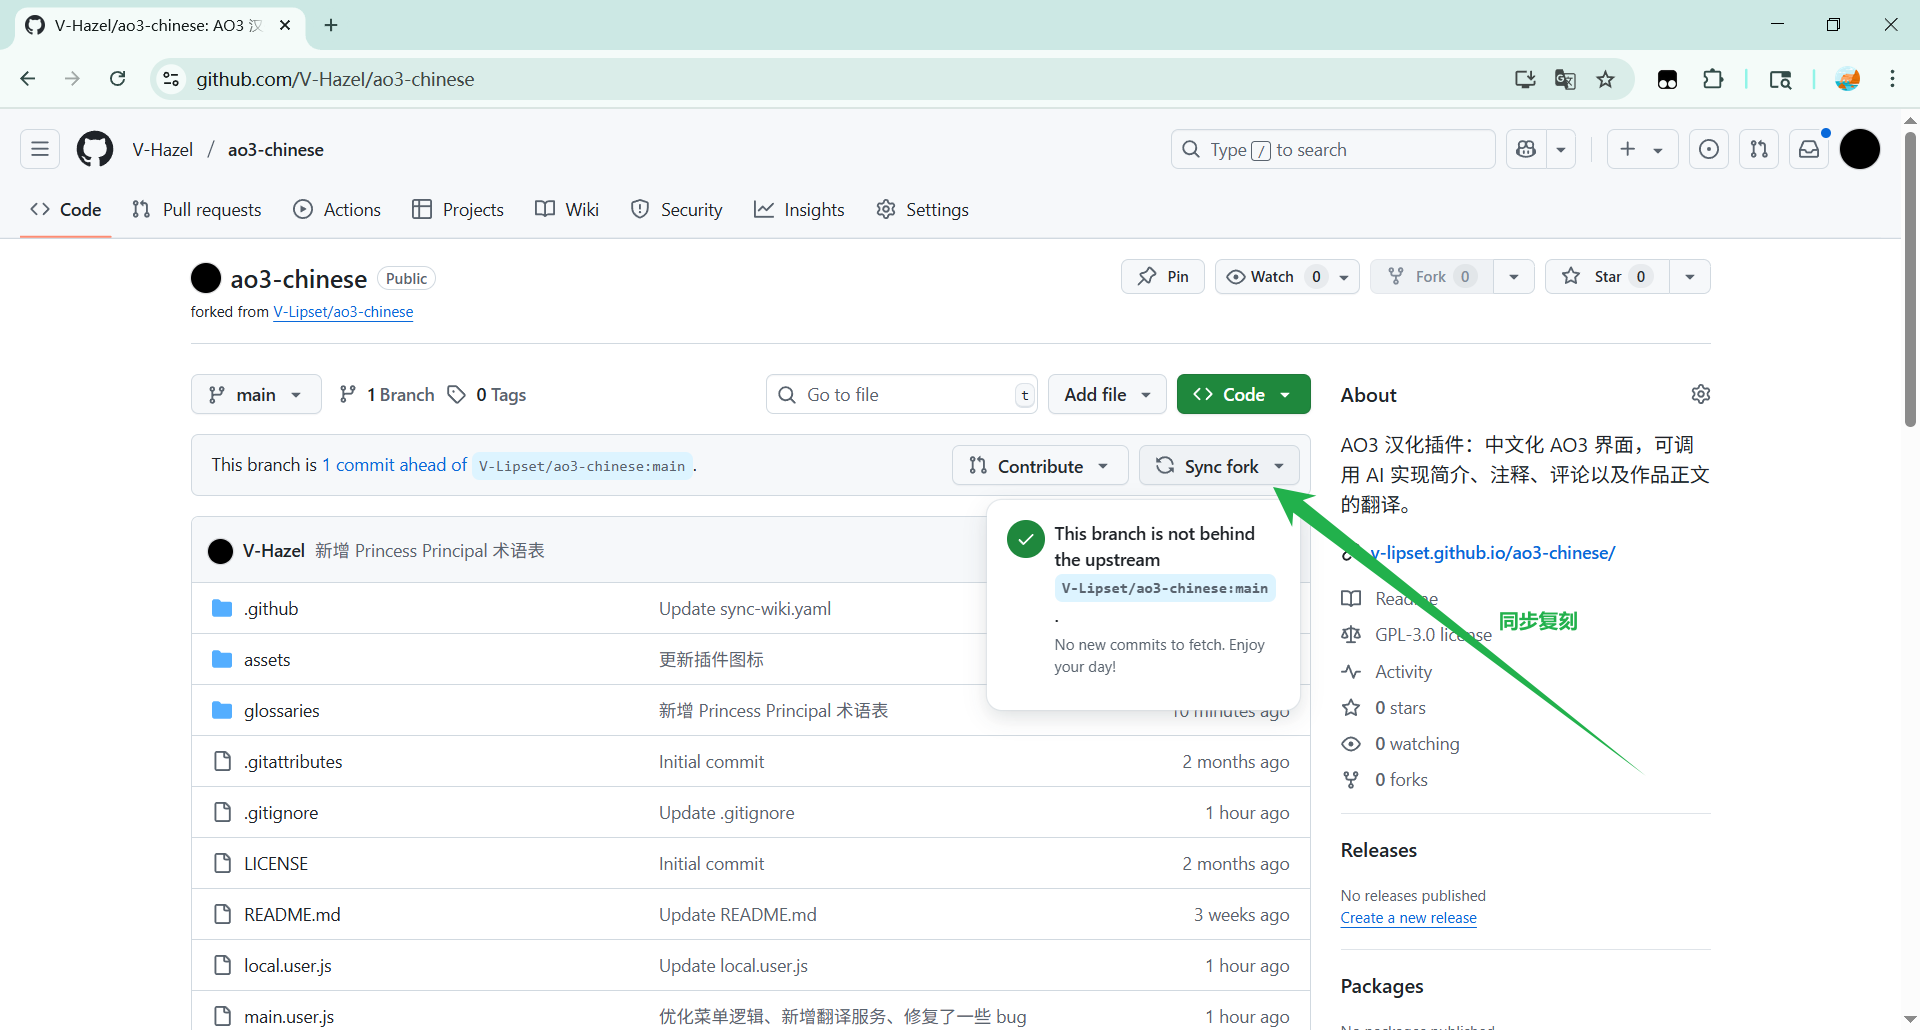 V-Hazel/ao3-chinese: AO3 汉
github.com/V-Hazel/ao3-chinese
V-Hazel / ao3-chinese
Type / to search
Code
Pull requests
Actions
Projects
Wiki
Security
Insights
Settings
ao3-chinese Public
forked from V-Lipset/ao3-chinese
Pin
Watch 0
Fork 0
Star 0
main
1 Branch
0 Tags
Go to file t
Add file
Code
This branch is 1 commit ahead of V-Lipset/ao3-chinese:main .
Contribute
Sync fork
This branch is not behind
the upstream
V-Lipset/ao3-chinese:main
.
No new commits to fetch. Enjoy
your day!
V-Hazel 新增 Princess Principal 术语表
.github Update sync-wiki.yaml
assets 更新插件图标
glossaries 新增 Princess Principal 术语表 10 minutes ago
.gitattributes Initial commit 2 months ago
.gitignore Update .gitignore 1 hour ago
LICENSE Initial commit 2 months ago
README.md Update README.md 3 weeks ago
local.user.js Update local.user.js 1 hour ago
main.user.js 优化菜单逻辑、新增翻译服务、修复了一些 bug 1 hour ago
About
AO3 汉化插件：中文化 AO3 界面，可调
用 AI 实现简介、注释、评论以及作品正文
的翻译。
v-lipset.github.io/ao3-chinese/
Readme
同步复刻
GPL-3.0 license
Activity
0 stars
0 watching
0 forks
Releases
No releases published
Create a new release
Packages